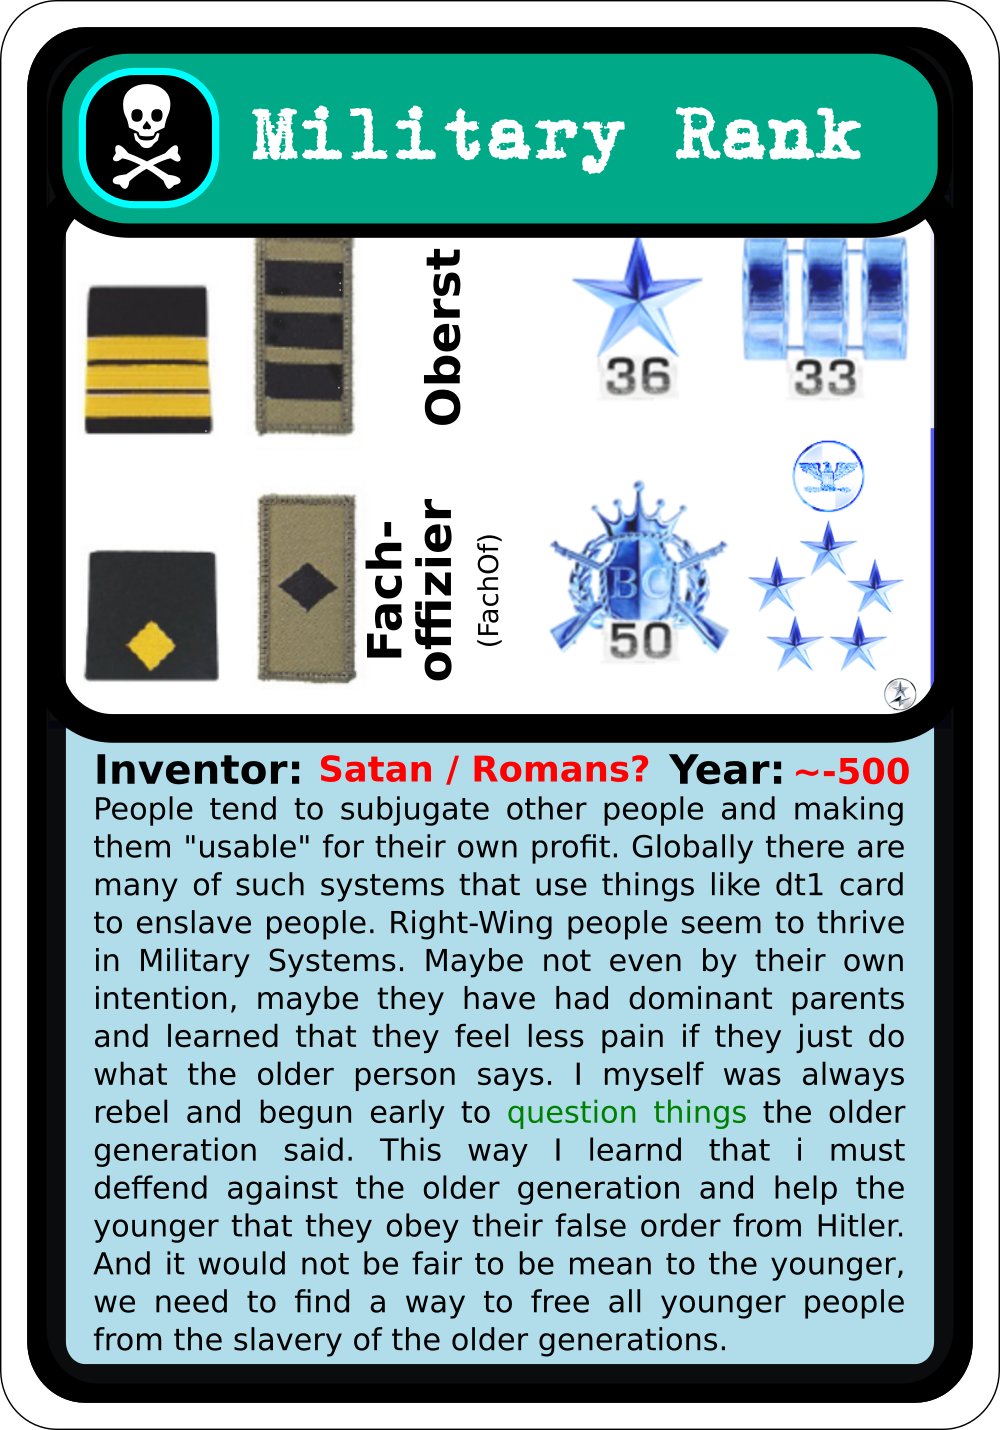 Military Rank
Oberst
36
33
Fach-
offizier
(FachOf)
BC
50
Inventor: Satan / Romans? Year: ~-500
People tend to subjugate other people and making
them "usable" for their own profit. Globally there are
many of such systems that use things like dt1 card
to enslave people. Right-Wing people seem to thrive
in Military Systems. Maybe not even by their own
intention, maybe they have had dominant parents
and learned that they feel less pain if they just do
what the older person says. I myself was always
rebel and begun early to question things the older
generation said. This way I learnd that i must
deffend against the older generation and help the
younger that they obey their false order from Hitler.
And it would not be fair to be mean to the younger,
we need to find a way to free all younger people
from the slavery of the older generations.